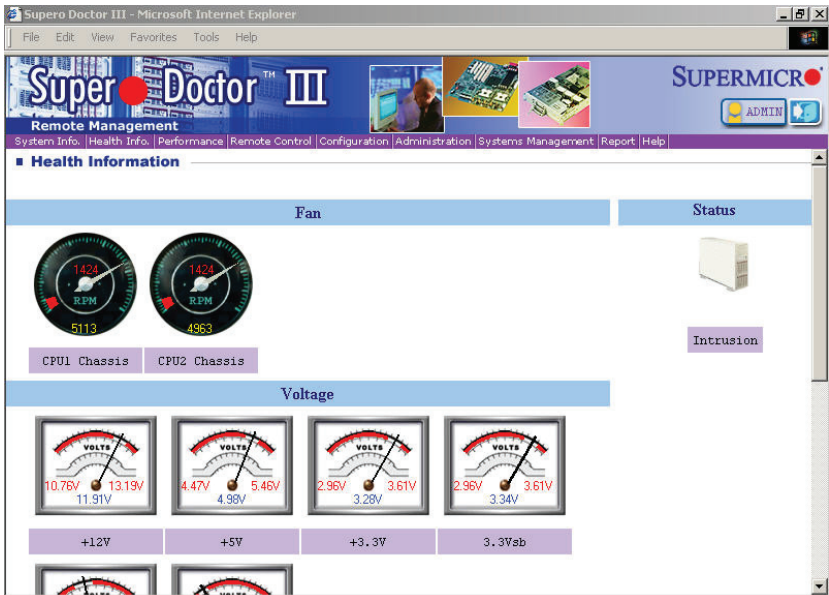 Supero Doctor III - Microsoft Internet Explorer
File Edit View Favorites Tools Help
Super Doctor™ III
SUPERMICRO
Remote Management
ADMIN
System Info. Health Info. Performance Remote Control Configuration Administration Systems Management Report Help
Health Information
Fan
Status
1424
RPM
5113
1424
RPM
4963
CPU1 Chassis
CPU2 Chassis
Intrusion
Voltage
VOLTS
10.76V 13.19V
11.91V
VOLTS
4.47V 5.46V
4.98V
VOLTS
2.96V 3.61V
3.28V
VOLTS
2.96V 3.61V
3.34V
+12V
+5V
+3.3V
3.3Vsb
VOLTS
VOLTS